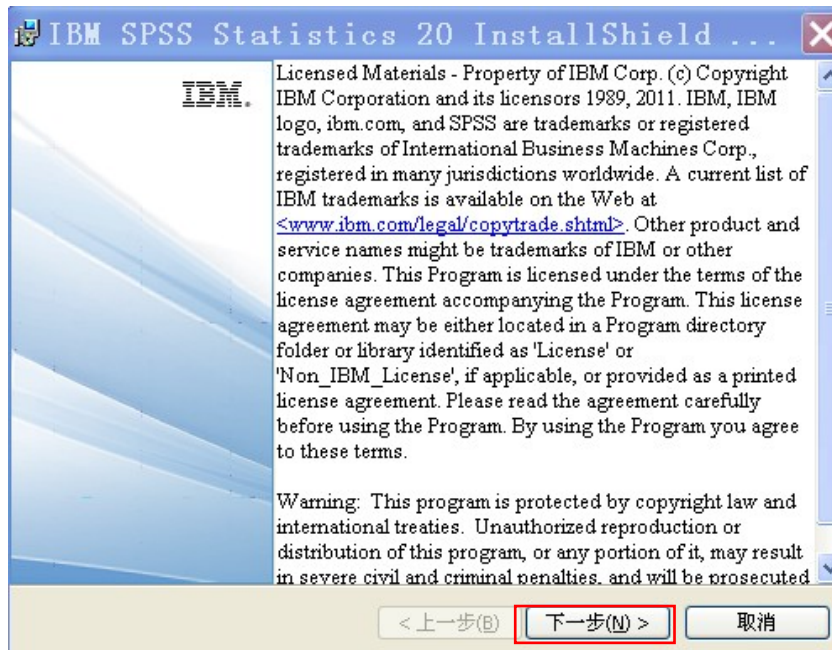 IBM SPSS Statistics 20 InstallShield ...
IBM.
Licensed Materials - Property of IBM Corp. (c) Copyright
IBM Corporation and its licensors 1989, 2011. IBM, IBM
logo, ibm.com, and SPSS are trademarks or registered
trademarks of International Business Machines Corp.,
registered in many jurisdictions worldwide. A current list of
IBM trademarks is available on the Web at
<www.ibm.com/legal/copytrade.shtml>. Other product and
service names might be trademarks of IBM or other
companies. This Program is licensed under the terms of the
license agreement accompanying the Program. This license
agreement may be either located in a Program directory
folder or library identified as 'License' or
'Non_IBM_License', if applicable, or provided as a printed
license agreement. Please read the agreement carefully
before using the Program. By using the Program you agree
to these terms.
Warning: This program is protected by copyright law and
international treaties. Unauthorized reproduction or
distribution of this program, or any portion of it, may result
in severe civil and criminal penalties, and will be prosecuted
< 上一步(B) 下一步(N) > 取消